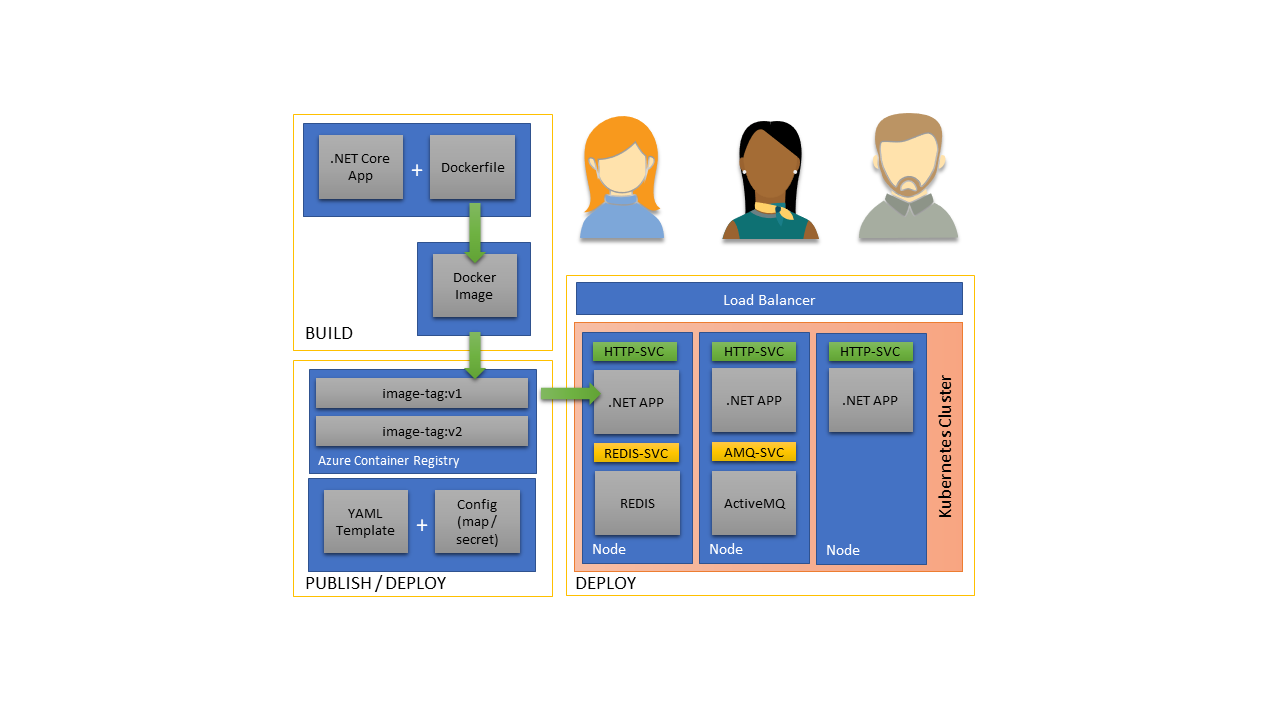 .NET Core
App
+
Dockerfile
Docker
Image
BUILD
image-tag:v1
image-tag:v2
Azure Container Registry
YAML
Template
+
Config
(map /
secret)
PUBLISH / DEPLOY
Load Balancer
HTTP-SVC
.NET APP
REDIS-SVC
REDIS
Node
HTTP-SVC
.NET APP
AMQ-SVC
ActiveMQ
Node
HTTP-SVC
.NET APP
Node
Kubernetes Cluster
DEPLOY